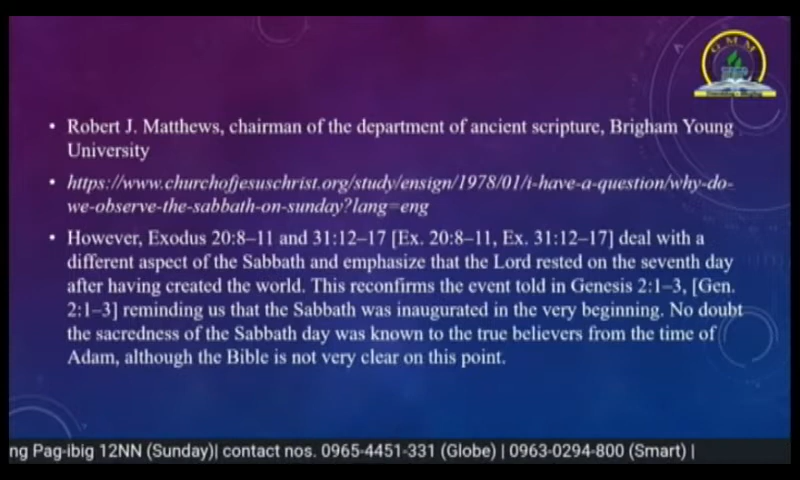 GMM
• Robert J. Matthews, chairman of the department of ancient scripture, Brigham Young
University
• https://www.churchofjesuschrist.org/study/ensign/1978/01/i-have-a-question/why-do-
we-observe-the-sabbath-on-sunday?lang=eng
• However, Exodus 20:8–11 and 31:12–17 [Ex. 20:8–11, Ex. 31:12–17] deal with a
different aspect of the Sabbath and emphasize that the Lord rested on the seventh day
after having created the world. This reconfirms the event told in Genesis 2:1–3, [Gen.
2:1–3] reminding us that the Sabbath was inaugurated in the very beginning. No doubt
the sacredness of the Sabbath day was known to the true believers from the time of
Adam, although the Bible is not very clear on this point.
ng Pag-ibig 12NN (Sunday)| contact nos. 0965-4451-331 (Globe) | 0963-0294-800 (Smart) |